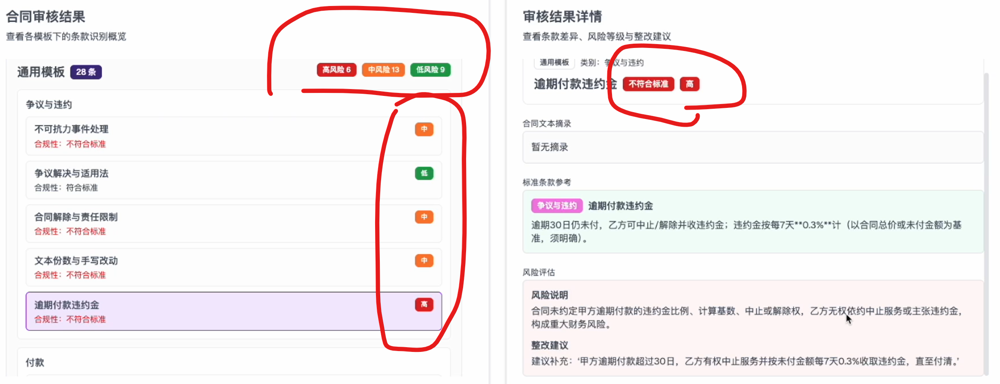 合同审核结果
查看各模板下的条款识别概览
通用模板 28 条 高风险 6 中风险 13 低风险 9
争议与违约
不可抗力事件处理 中
合规性：不符合标准
争议解决与适用法 低
合规性：符合标准
合同解除与责任限制 中
合规性：不符合标准
文本份数与手写改动 中
合规性：不符合标准
逾期付款违约金 高
合规性：不符合标准
付款
审核结果详情
查看条款差异、风险等级与整改建议
通用模板 类别：争议与违约
逾期付款违约金 不符合标准 高
合同文本摘录
暂无摘录
标准条款参考
争议与违约 逾期付款违约金
逾期30日仍未付，乙方可中止/解除并收违约金；违约金按每7天**0.3%**计（以合同总价或未付金额为基
准，须明确）。
风险评估
风险说明
合同未约定甲方逾期付款的违约金比例、计算基数、中止或解除权，乙方无权依约中止服务或主张违约金，
构成重大财务风险。
整改建议
建议补充：‘甲方逾期付款超过30日，乙方有权中止服务并按未付金额每7天0.3%收取违约金，直至付清。’